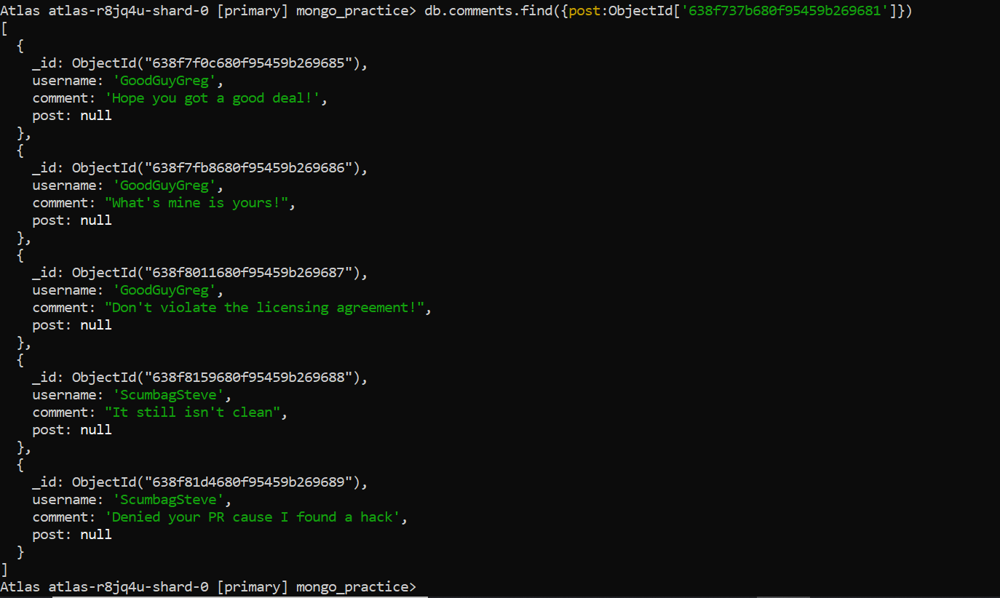 Atlas atlas-r8jq4u-shard-0 [primary] mongo_practice> db.comments.find({post:ObjectId['638f737b680f95459b269681']})
[
  {
    _id: ObjectId("638f7f0c680f95459b269685"),
    username: 'GoodGuyGreg',
    comment: 'Hope you got a good deal!',
    post: null
  },
  {
    _id: ObjectId("638f7fb8680f95459b269686"),
    username: 'GoodGuyGreg',
    comment: "What's mine is yours!",
    post: null
  },
  {
    _id: ObjectId("638f8011680f95459b269687"),
    username: 'GoodGuyGreg',
    comment: "Don't violate the licensing agreement!",
    post: null
  },
  {
    _id: ObjectId("638f8159680f95459b269688"),
    username: 'ScumbagSteve',
    comment: "It still isn't clean",
    post: null
  },
  {
    _id: ObjectId("638f81d4680f95459b269689"),
    username: 'ScumbagSteve',
    comment: 'Denied your PR cause I found a hack',
    post: null
  }
]
Atlas atlas-r8jq4u-shard-0 [primary] mongo_practice>